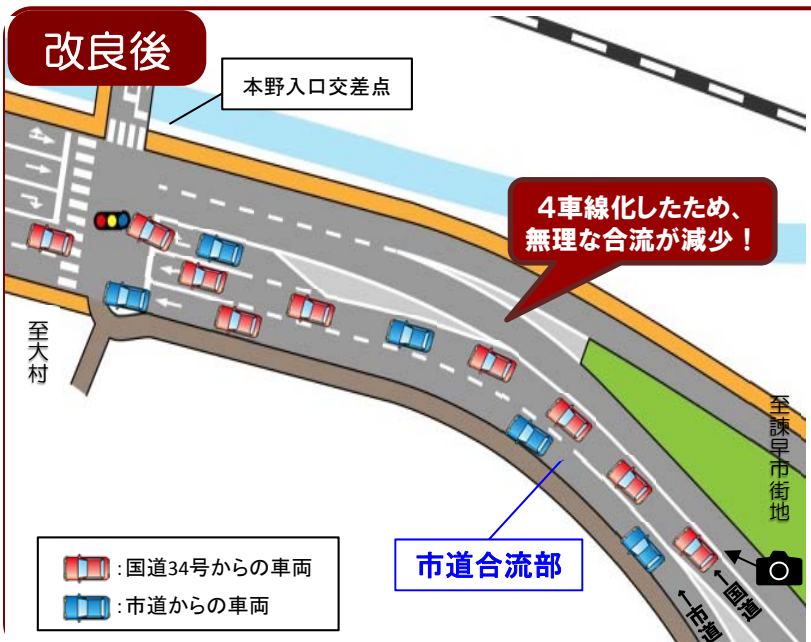 改良後
本野入口交差点
4車線化したため、
無理な合流が減少！
至大村
至諫早市街地
市道合流部
:国道34号からの車両
:市道からの車両
←国道
←市道